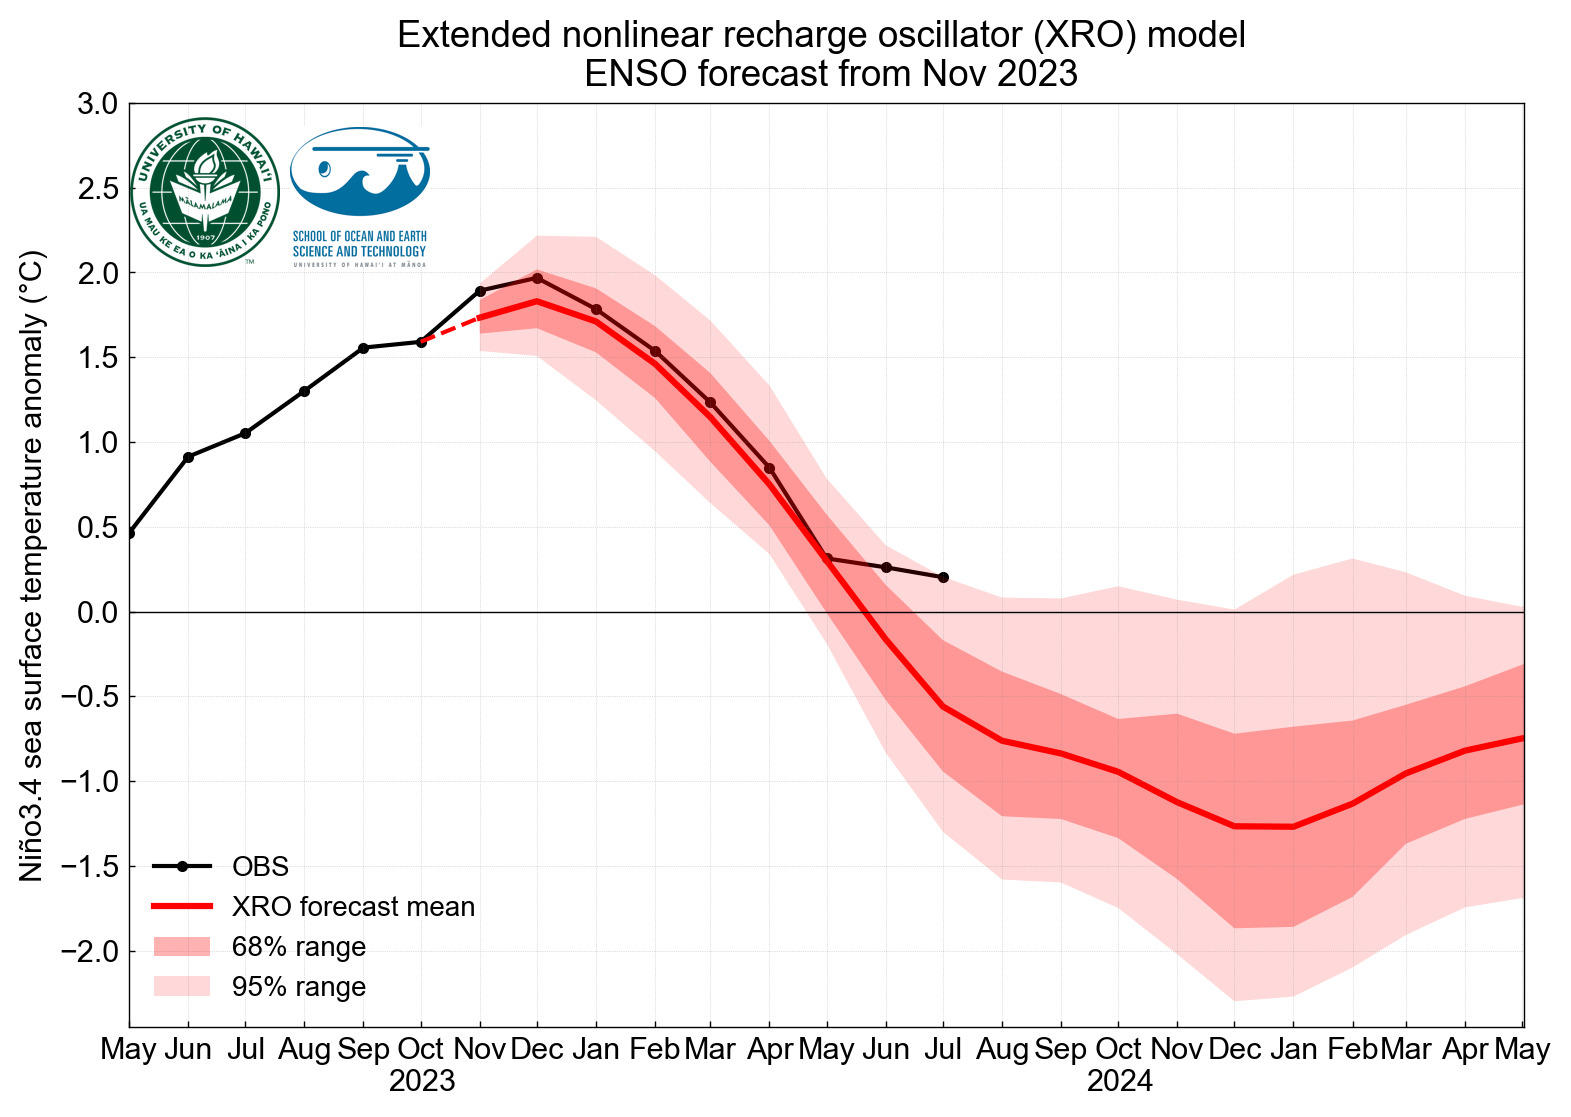 Extended nonlinear recharge oscillator (XRO) model
ENSO forecast from Nov 2023
Niño3.4 sea surface temperature anomaly (°C)
3.0
2.5
2.0
1.5
1.0
0.5
0.0
−0.5
−1.0
−1.5
−2.0
UNIVERSITY OF HAWAIʻI
MĀLAMALAMA
1907
UA MAU KE EA O KA ʻĀINA I KA PONO
TM
SCHOOL OF OCEAN AND EARTH
SCIENCE AND TECHNOLOGY
UNIVERSITY OF HAWAIʻI AT MĀNOA
OBS
XRO forecast mean
68% range
95% range
May Jun Jul Aug Sep Oct Nov Dec Jan Feb Mar Apr May Jun Jul Aug Sep Oct Nov Dec Jan Feb Mar Apr May
2023 2024